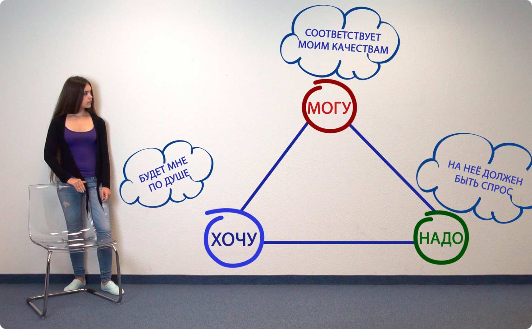 СООТВЕТСТВУЕТ
МОИМ КАЧЕСТВАМ
МОГУ
БУДЕТ МНЕ
ПО ДУШЕ
НА НЕЁ ДОЛЖЕН
БЫТЬ СПРОС
ХОЧУ
НАДО